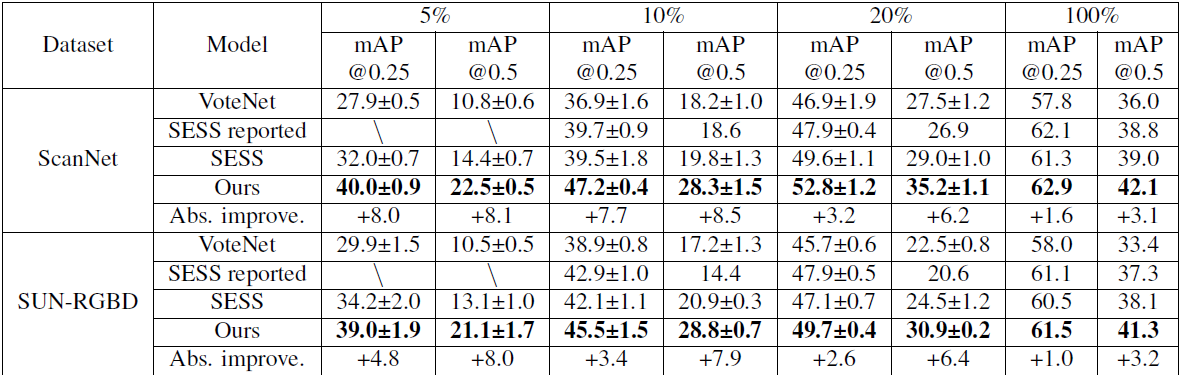 Dataset Model 5% 10% 20% 100%
mAP @0.25 mAP @0.5 mAP @0.25 mAP @0.5 mAP @0.25 mAP @0.5 mAP @0.25 mAP @0.5
ScanNet
VoteNet 27.9±0.5 10.8±0.6 36.9±1.6 18.2±1.0 46.9±1.9 27.5±1.2 57.8 36.0
SESS reported \ \ 39.7±0.9 18.6 47.9±0.4 26.9 62.1 38.8
SESS 32.0±0.7 14.4±0.7 39.5±1.8 19.8±1.3 49.6±1.1 29.0±1.0 61.3 39.0
Ours 40.0±0.9 22.5±0.5 47.2±0.4 28.3±1.5 52.8±1.2 35.2±1.1 62.9 42.1
Abs. improve. +8.0 +8.1 +7.7 +8.5 +3.2 +6.2 +1.6 +3.1
SUN-RGBD
VoteNet 29.9±1.5 10.5±0.5 38.9±0.8 17.2±1.3 45.7±0.6 22.5±0.8 58.0 33.4
SESS reported \ \ 42.9±1.0 14.4 47.9±0.5 20.6 61.1 37.3
SESS 34.2±2.0 13.1±1.0 42.1±1.1 20.9±0.3 47.1±0.7 24.5±1.2 60.5 38.1
Ours 39.0±1.9 21.1±1.7 45.5±1.5 28.8±0.7 49.7±0.4 30.9±0.2 61.5 41.3
Abs. improve. +4.8 +8.0 +3.4 +7.9 +2.6 +6.4 +1.0 +3.2